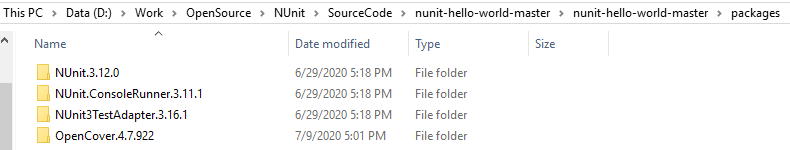 This PC > Data (D:) > Work > OpenSource > NUnit > SourceCode > nunit-hello-world-master > nunit-hello-world-master > packages
Name Date modified Type Size
NUnit.3.12.0 6/29/2020 5:18 PM File folder
NUnit.ConsoleRunner.3.11.1 6/29/2020 5:18 PM File folder
NUnit3TestAdapter.3.16.1 6/29/2020 5:18 PM File folder
OpenCover.4.7.922 7/9/2020 5:01 PM File folder